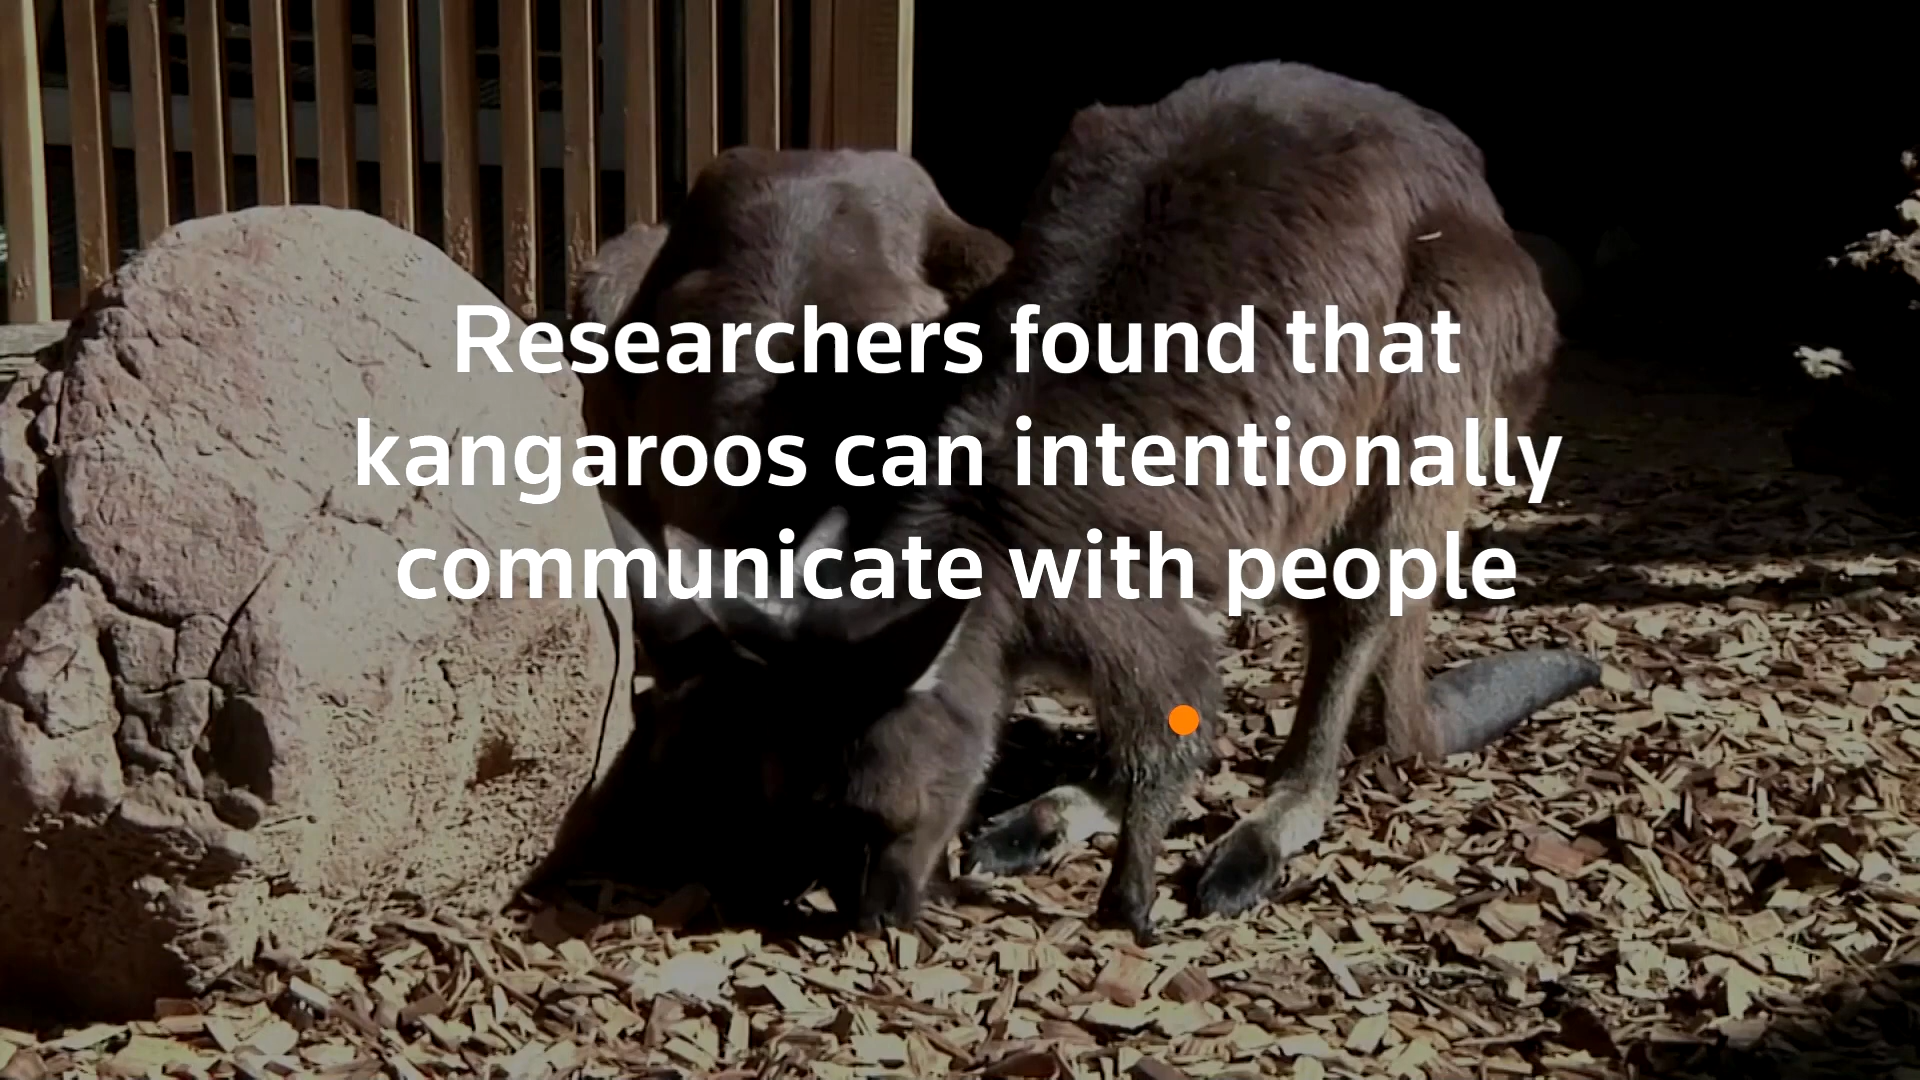 Researchers found that
kangaroos can intentionally
communicate with people